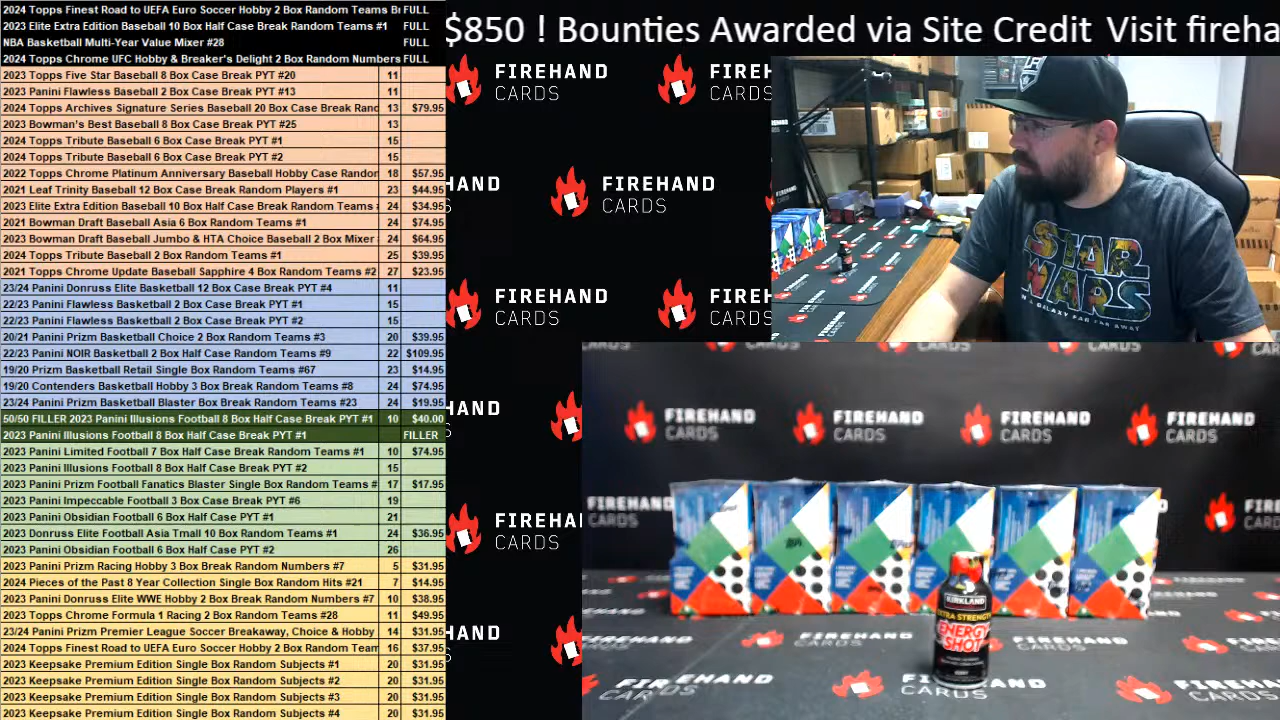 2024 Topps Finest Road to UEFA Euro Soccer Hobby 2 Box Random Teams FULL
2023 Elite Extra Edition Baseball 10 Box Half Case Random Teams #1 FULL
NBA Basketball Multi-Year Value Mixer #28 FULL
2024 Topps Chrome UFC Hobby & Breaker's Delight 2 Box Random Numbers FULL
2023 Topps Five Star Baseball 8 Box Case Break PYT #20 11
2023 Panini Flawless Baseball 2 Box Case Break PYT #13 11
2024 Topps Archives Signature Series Baseball 20 Box Case Break Ranc 13 $79.95
2023 Bowman's Best Baseball 8 Box Case Break PYT #25 13
2024 Topps Tribute Baseball 6 Box Case Break PYT #1 15
2024 Topps Tribute Baseball 6 Box Case Break PYT #2 15
2022 Topps Chrome Platinum Anniversary Baseball Hobby Case Randor 18 $57.95
2021 Leaf Trinity Baseball 12 Box Case Break Random Players #1 23 $44.95
2023 Elite Extra Edition Baseball 10 Box Half Case Break Random Teams 24 $34.95
2021 Bowman Draft Baseball Asia 6 Box Random Teams #1 24 $74.95
2023 Bowman Draft Baseball Jumbo & HTA Choice Baseball 2 Box Mixer 24 $64.95
2024 Topps Tribute Baseball 2 Box Random Teams #1 25 $39.95
2021 Topps Chrome Update Baseball Sapphire 4 Box Random Teams #2 27 $23.95
23/24 Panini Donruss Elite Basketball 12 Box Case Break PYT #4 11
22/23 Panini Flawless Basketball 2 Box Case Break PYT #1 15
22/23 Panini Flawless Basketball 2 Box Case Break PYT #2 15
20/21 Panini Prizm Basketball Choice 2 Box Random Teams #3 20 $39.95
22/23 Panini NOIR Basketball 2 Box Half Case Random Teams #9 22 $109.95
19/20 Prizm Basketball Retail Single Box Random Teams #67 23 $14.95
19/20 Contenders Basketball Hobby 3 Box Break Random Teams #8 24 $74.95
23/24 Panini Prizm Basketball Blaster Box Break Random Teams #23 24 $19.95
50/50 FILLER 2023 Panini Illusions Football 8 Box Half Case Break PYT #1 10 $40.00
2023 Panini Illusions Football 8 Box Half Case Break PYT #1 FILLER
2023 Panini Limited Football 7 Box Half Case Break Random Teams #1 10 $74.95
2023 Panini Illusions Football 8 Box Half Case Break PYT #2 15
2023 Panini Prizm Football Fanatics Blaster Single Box Random Teams # 17 $17.95
2023 Panini Impeccable Football 3 Box Case Break PYT #6 19
2023 Panini Obsidian Football 6 Box Half Case PYT #1 21
2023 Donruss Elite Football Asia Tmall 10 Box Random Teams #1 24 $36.95
2023 Panini Obsidian Football 6 Box Half Case PYT #2 26
2023 Panini Prizm Racing Hobby 3 Box Break Random Numbers #7 5 $31.95
2024 Pieces of the Past 8 Year Collection Single Box Random Hits #21 7 $14.95
2023 Panini Donruss Elite WWE Hobby 2 Box Break Random Numbers #7 10 $38.95
2023 Topps Chrome Formula 1 Racing 2 Box Random Teams #28 11 $49.95
23/24 Panini Prizm Premier League Soccer Breakaway, Choice & Hobby 14 $31.95
2024 Topps Finest Road to UEFA Euro Soccer Hobby 2 Box Random Tean 16 $37.95
2023 Keepsake Premium Edition Single Box Random Subjects #1 20 $31.95
2023 Keepsake Premium Edition Single Box Random Subjects #2 20 $31.95
2023 Keepsake Premium Edition Single Box Random Subjects #3 20 $31.95
2023 Keepsake Premium Edition Single Box Random Subjects #4 20 $31.95
$850 ! Bounties Awarded via Site Credit Visit fireha
FIREHAND CARDS
FIREHAND CARDS
FIREHAND CARDS
FIREHAND CARDS
STAR WARS
IN A GALAXY FAR FAR AWAY
FIREHAND CARDS
FIREHAND CARDS
FIREHAND CARDS
FIREHAND CARDS
FIREHAND CARDS
KIRKLAND
EXTRA STRENGTH
ENERGY SHOT
FIREHAND CARDS